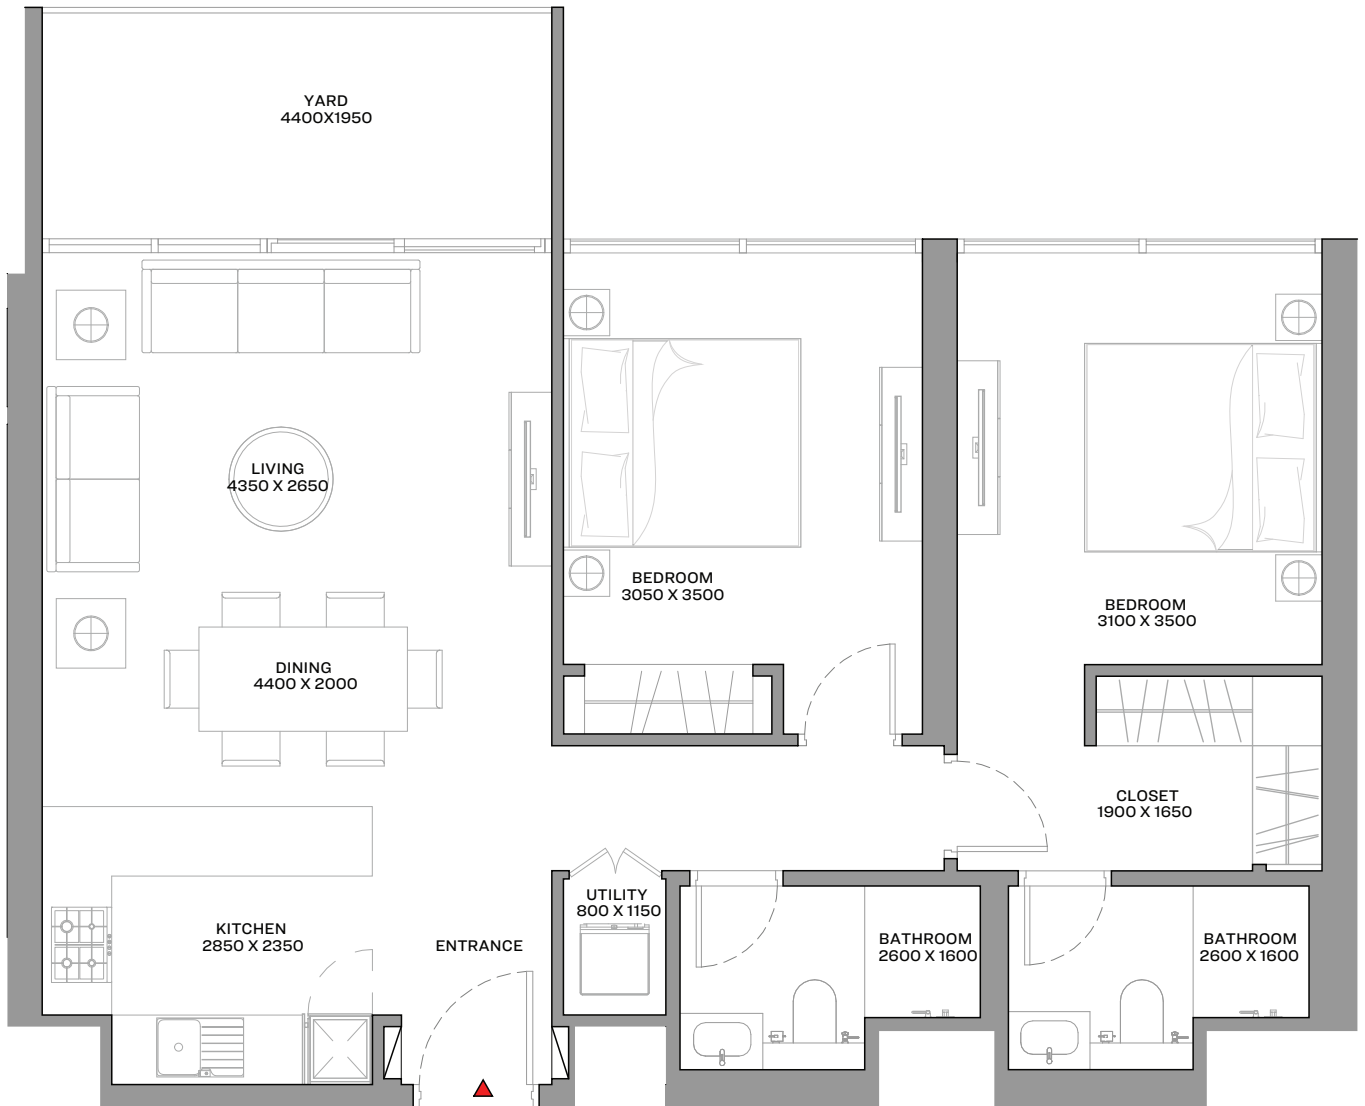 YARD
4400X1950
LIVING
4350 X 2650
BEDROOM
3050 X 3500
BEDROOM
3100 X 3500
DINING
4400 X 2000
CLOSET
1900 X 1650
UTILITY
800 X 1150
KITCHEN
2850 X 2350
ENTRANCE
BATHROOM
2600 X 1600
BATHROOM
2600 X 1600